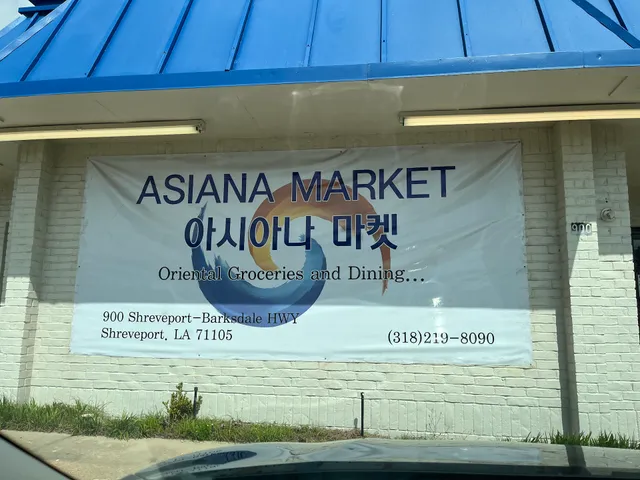 ASIANA MARKET
아시아나 마켓
Oriental Groceries and Dining...
900 Shreveport-Barksdale HWY
Shreveport, LA 71105
(318)219-8090
900